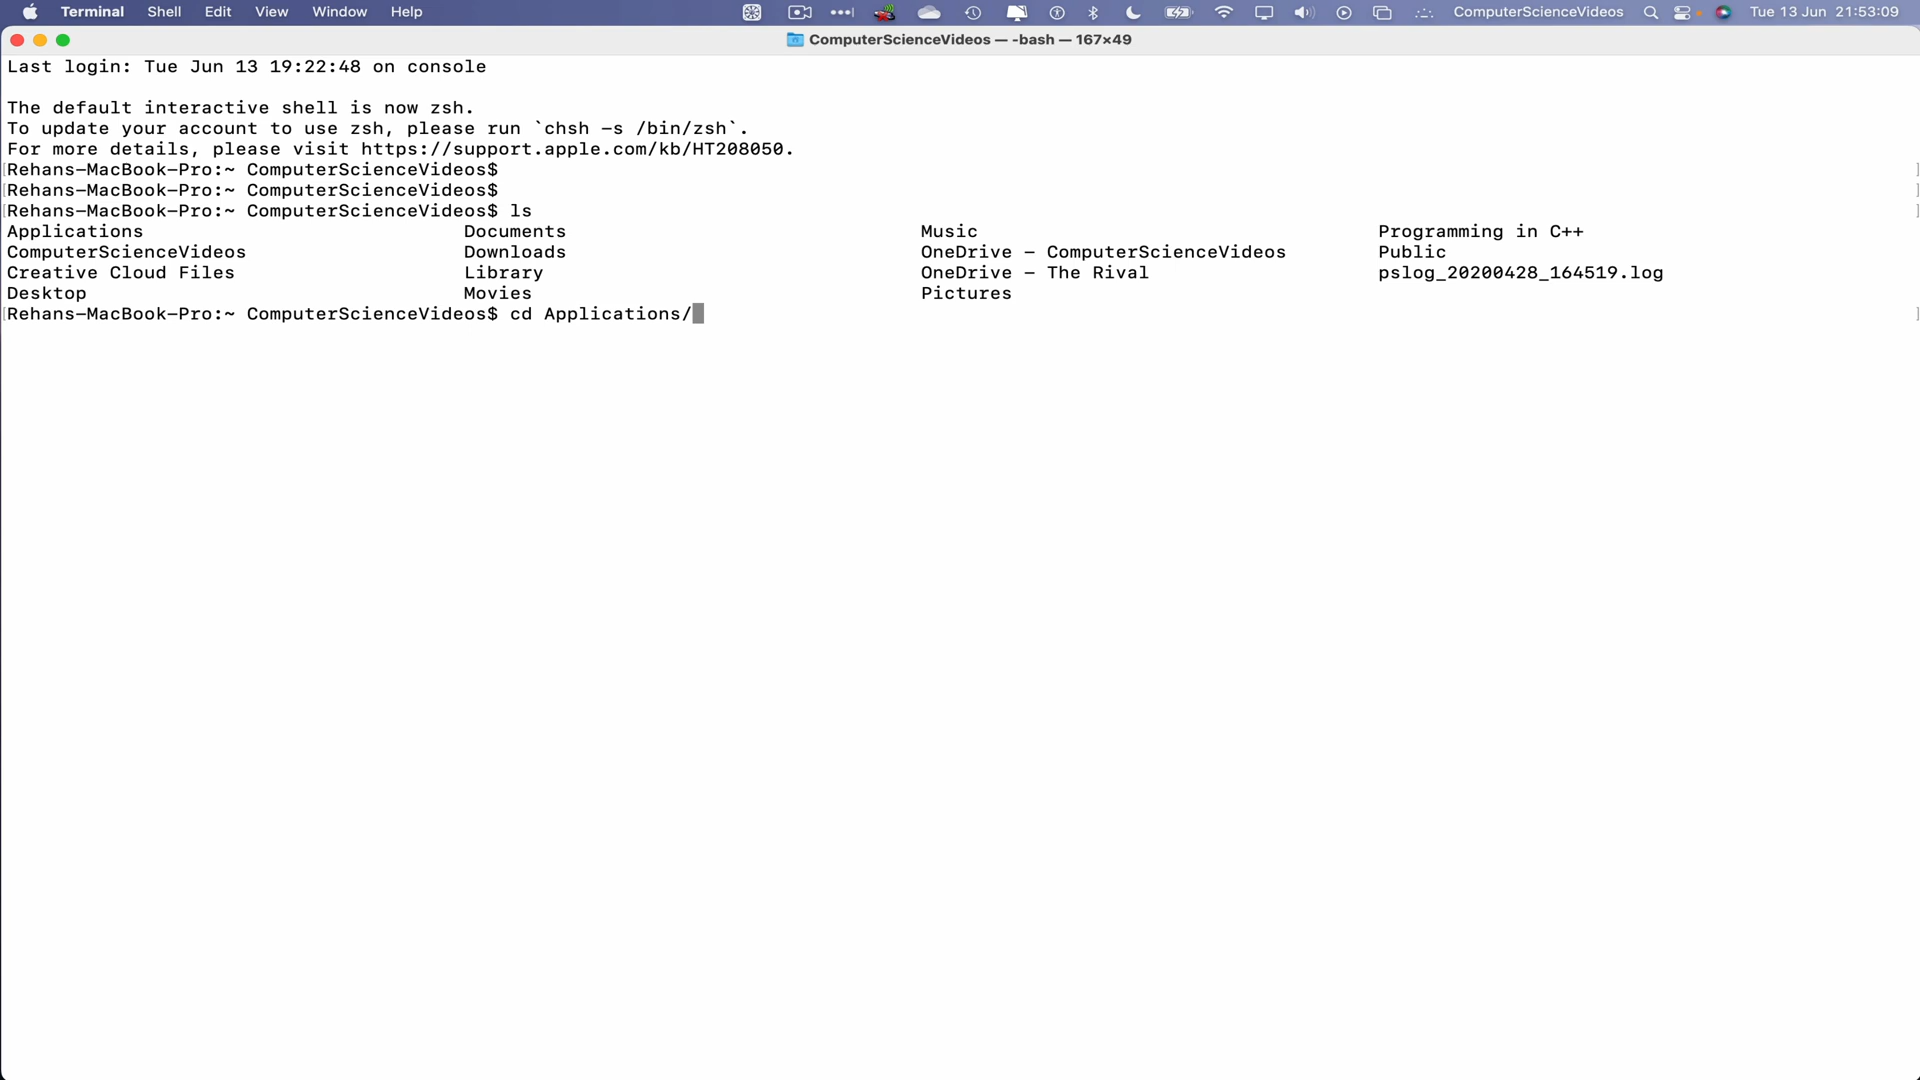 Terminal Shell Edit View Window Help ComputerScienceVideos Tue 13 Jun 21:53:09
ComputerScienceVideos — -bash — 167×49
Last login: Tue Jun 13 19:22:48 on console
The default interactive shell is now zsh.
To update your account to use zsh, please run `chsh -s /bin/zsh`.
For more details, please visit https://support.apple.com/kb/HT208050.
[Rehans-MacBook-Pro:~ ComputerScienceVideos$ ]
[Rehans-MacBook-Pro:~ ComputerScienceVideos$ ]
[Rehans-MacBook-Pro:~ ComputerScienceVideos$ ls ]
Applications Documents Music Programming in C++
ComputerScienceVideos Downloads OneDrive - ComputerScienceVideos Public
Creative Cloud Files Library OneDrive - The Rival pslog_20200428_164519.log
Desktop Movies Pictures
[Rehans-MacBook-Pro:~ ComputerScienceVideos$ cd Applications/ ]